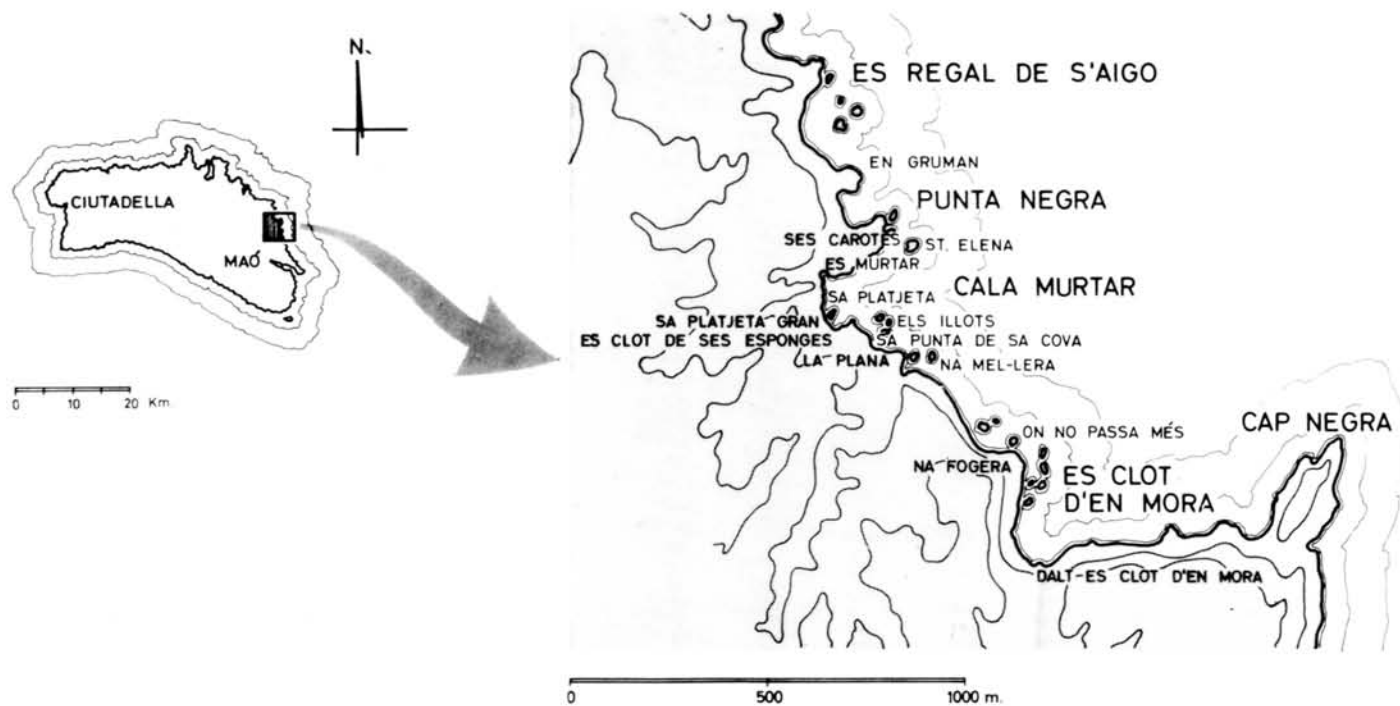 N.
CIUTADELLA
MAÓ
0 10 20 Km.
ES REGAL DE S'AIGO
EN GRUMAN
PUNTA NEGRA
SES CAROTES
ST. ELENA
ES MURTAR
CALA MURTAR
SA PLATJETA
SA PLATJETA GRAN
ELS ILLOTS
ES CLOT DE SES ESPONGES
SA PUNTA DE SA COVA
LA PLANA
NA MEL-LERA
CAP NEGRA
ON NO PASSA MÉS
NA FOGERA
ES CLOT
D'EN MORA
DALT-ES CLOT D'EN MORA
0 500 1000 m.